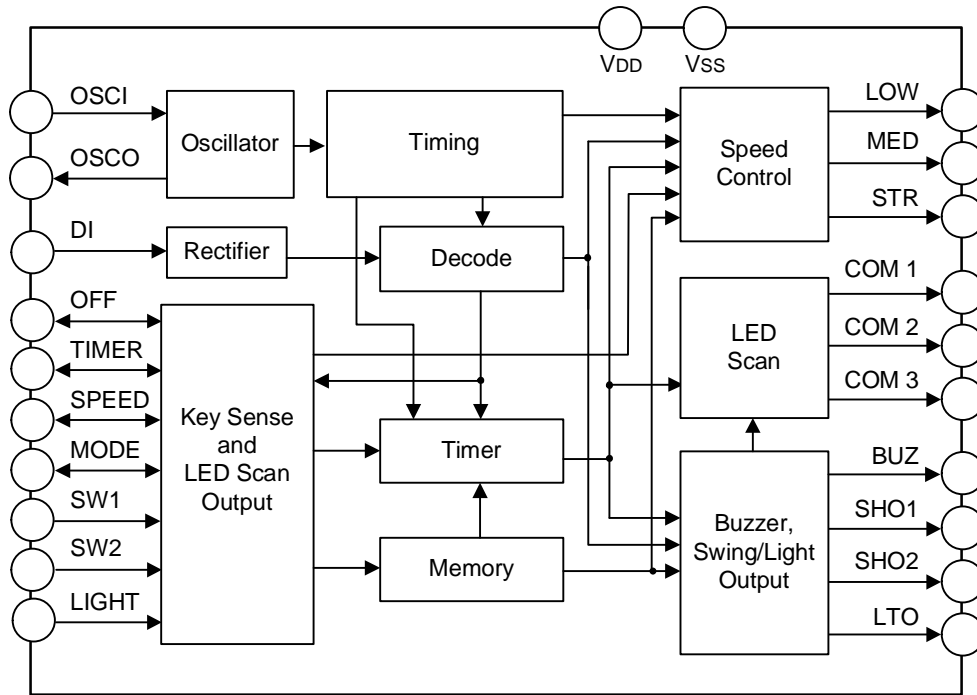 VDD
VSS
OSCI
OSCO
DI
OFF
TIMER
SPEED
MODE
SW1
SW2
LIGHT
Oscillator
Rectifier
Key Sense
and
LED Scan
Output
Timing
Decode
Timer
Memory
Speed
Control
LED
Scan
Buzzer,
Swing/Light
Output
LOW
MED
STR
COM 1
COM 2
COM 3
BUZ
SHO1
SHO2
LTO